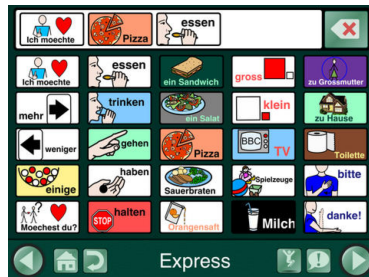 Ich moechte
Pizza
essen
Ich moechte
essen
ein Sandwich
gross
zu Grossmutter
mehr
trinken
ein Salat
klein
zu Hause
weniger
gehen
Pizza
BBC
TV
Toilette
einige
haben
Sauerbraten
Spielzeuge
bitte
Moechest du?
STOP
halten
Orangensaft
Milch
danke!
Express